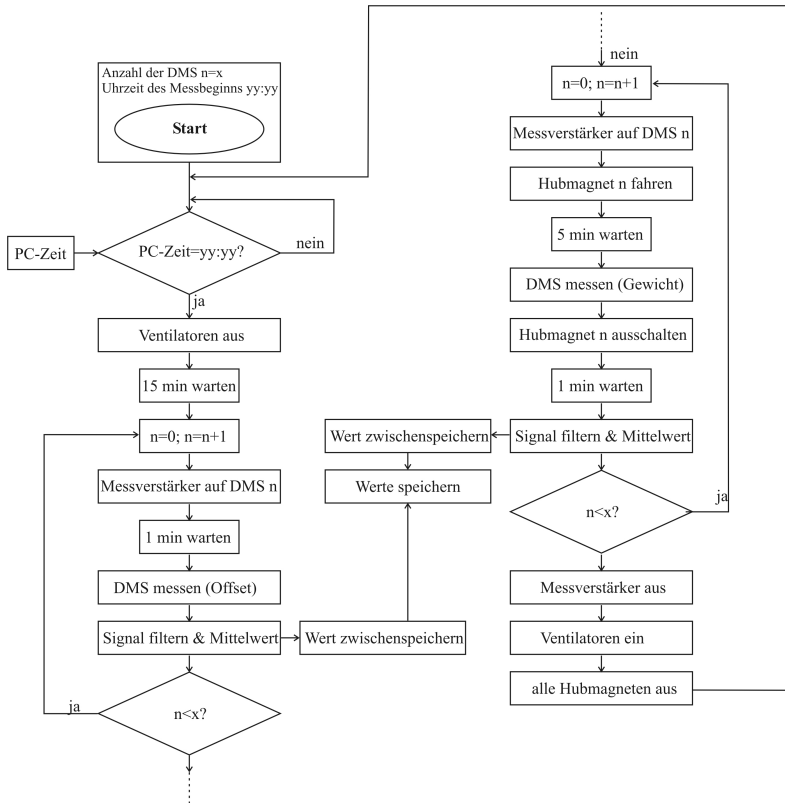 Anzahl der DMS n=x
Uhrzeit des Messbeginns yy:yy
Start
PC-Zeit
PC-Zeit=yy:yy?
nein
ja
Ventilatoren aus
15 min warten
n=0; n=n+1
Messverstärker auf DMS n
1 min warten
DMS messen (Offset)
Signal filtern & Mittelwert
Wert zwischenspeichern
ja
n<x?
nein
n=0; n=n+1
Messverstärker auf DMS n
Hubmagnet n fahren
5 min warten
DMS messen (Gewicht)
Hubmagnet n ausschalten
1 min warten
Signal filtern & Mittelwert
Wert zwischenspeichern
Werte speichern
ja
n<x?
Messverstärker aus
Ventilatoren ein
alle Hubmagneten aus